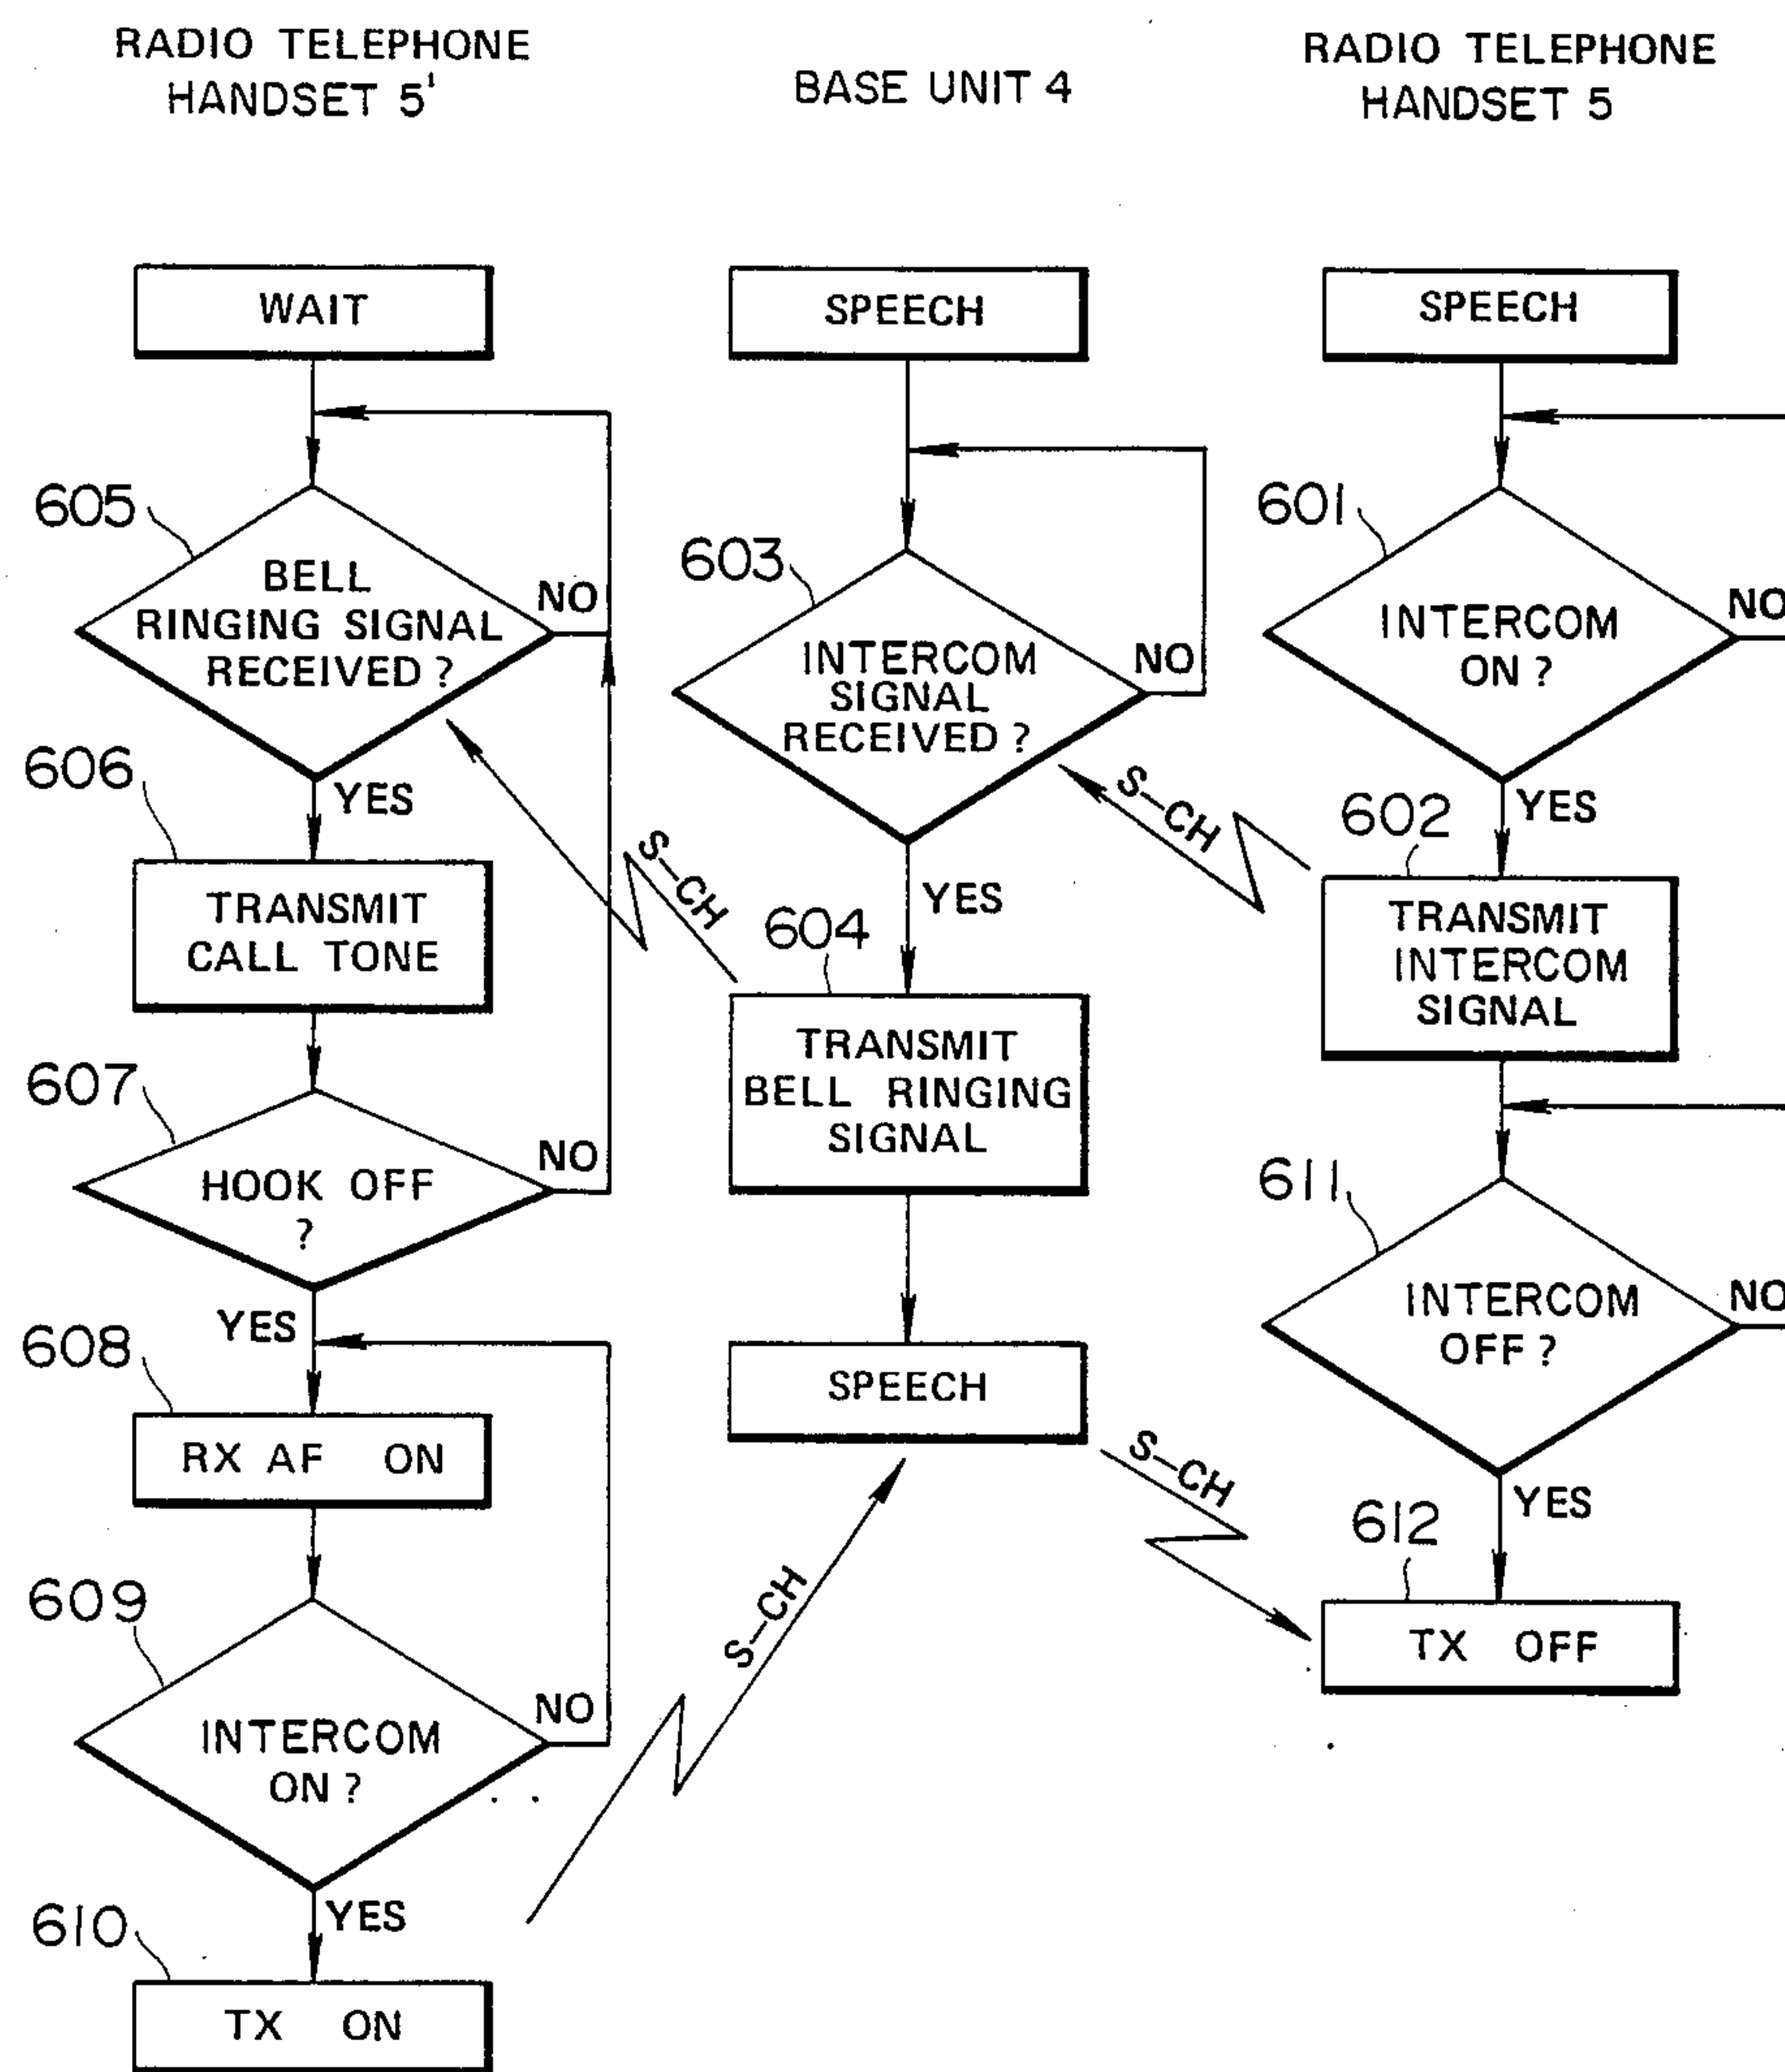 RADIO TELEPHONE
HANDSET 5'
WAIT
605
BELL
RINGING SIGNAL
RECEIVED ?
NO
YES
606
TRANSMIT
CALL TONE
607
HOOK OFF
?
NO
YES
608
RX AF ON
609
INTERCOM
ON ?
NO
YES
610
TX ON
BASE UNIT 4
SPEECH
603
INTERCOM
SIGNAL
RECEIVED ?
NO
YES
S-CH
604
TRANSMIT
BELL RINGING
SIGNAL
SPEECH
S-CH
RADIO TELEPHONE
HANDSET 5
SPEECH
601
INTERCOM
ON ?
NO
YES
S-CH
602
TRANSMIT
INTERCOM
SIGNAL
611
INTERCOM
OFF ?
NO
YES
S-CH
612
TX OFF